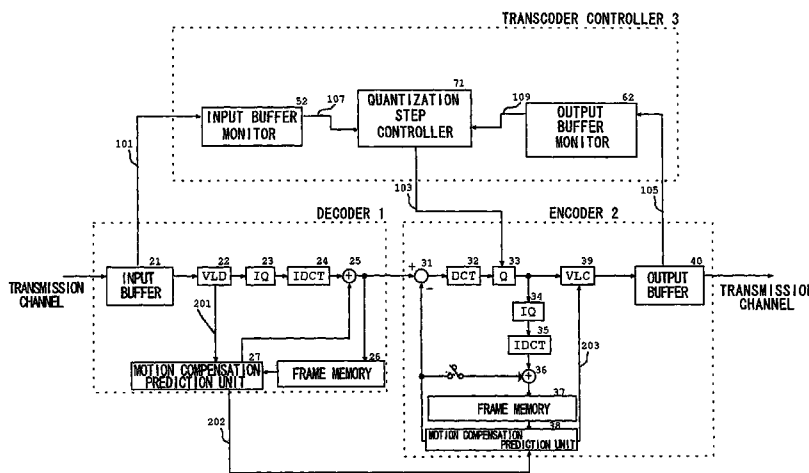 TRANSCODER CONTROLLER 3
52
107
71
109
62
INPUT BUFFER
MONITOR
QUANTIZATION
STEP
CONTROLLER
OUTPUT
BUFFER
MONITOR
101
103
105
DECODER 1
ENCODER 2
21
22
23
24
25
31
32
33
39
40
INPUT
BUFFER
VLD
IQ
IDCT
+
+
−
DCT
Q
VLC
OUTPUT
BUFFER
TRANSMISSION
CHANNEL
TRANSMISSION
CHANNEL
201
34
IQ
35
IDCT
203
27
26
MOTION COMPENSATION
PREDICTION UNIT
FRAME MEMORY
36
+
37
FRAME MEMORY
38
MOTION COMPENSATION
PREDICTION UNIT
202